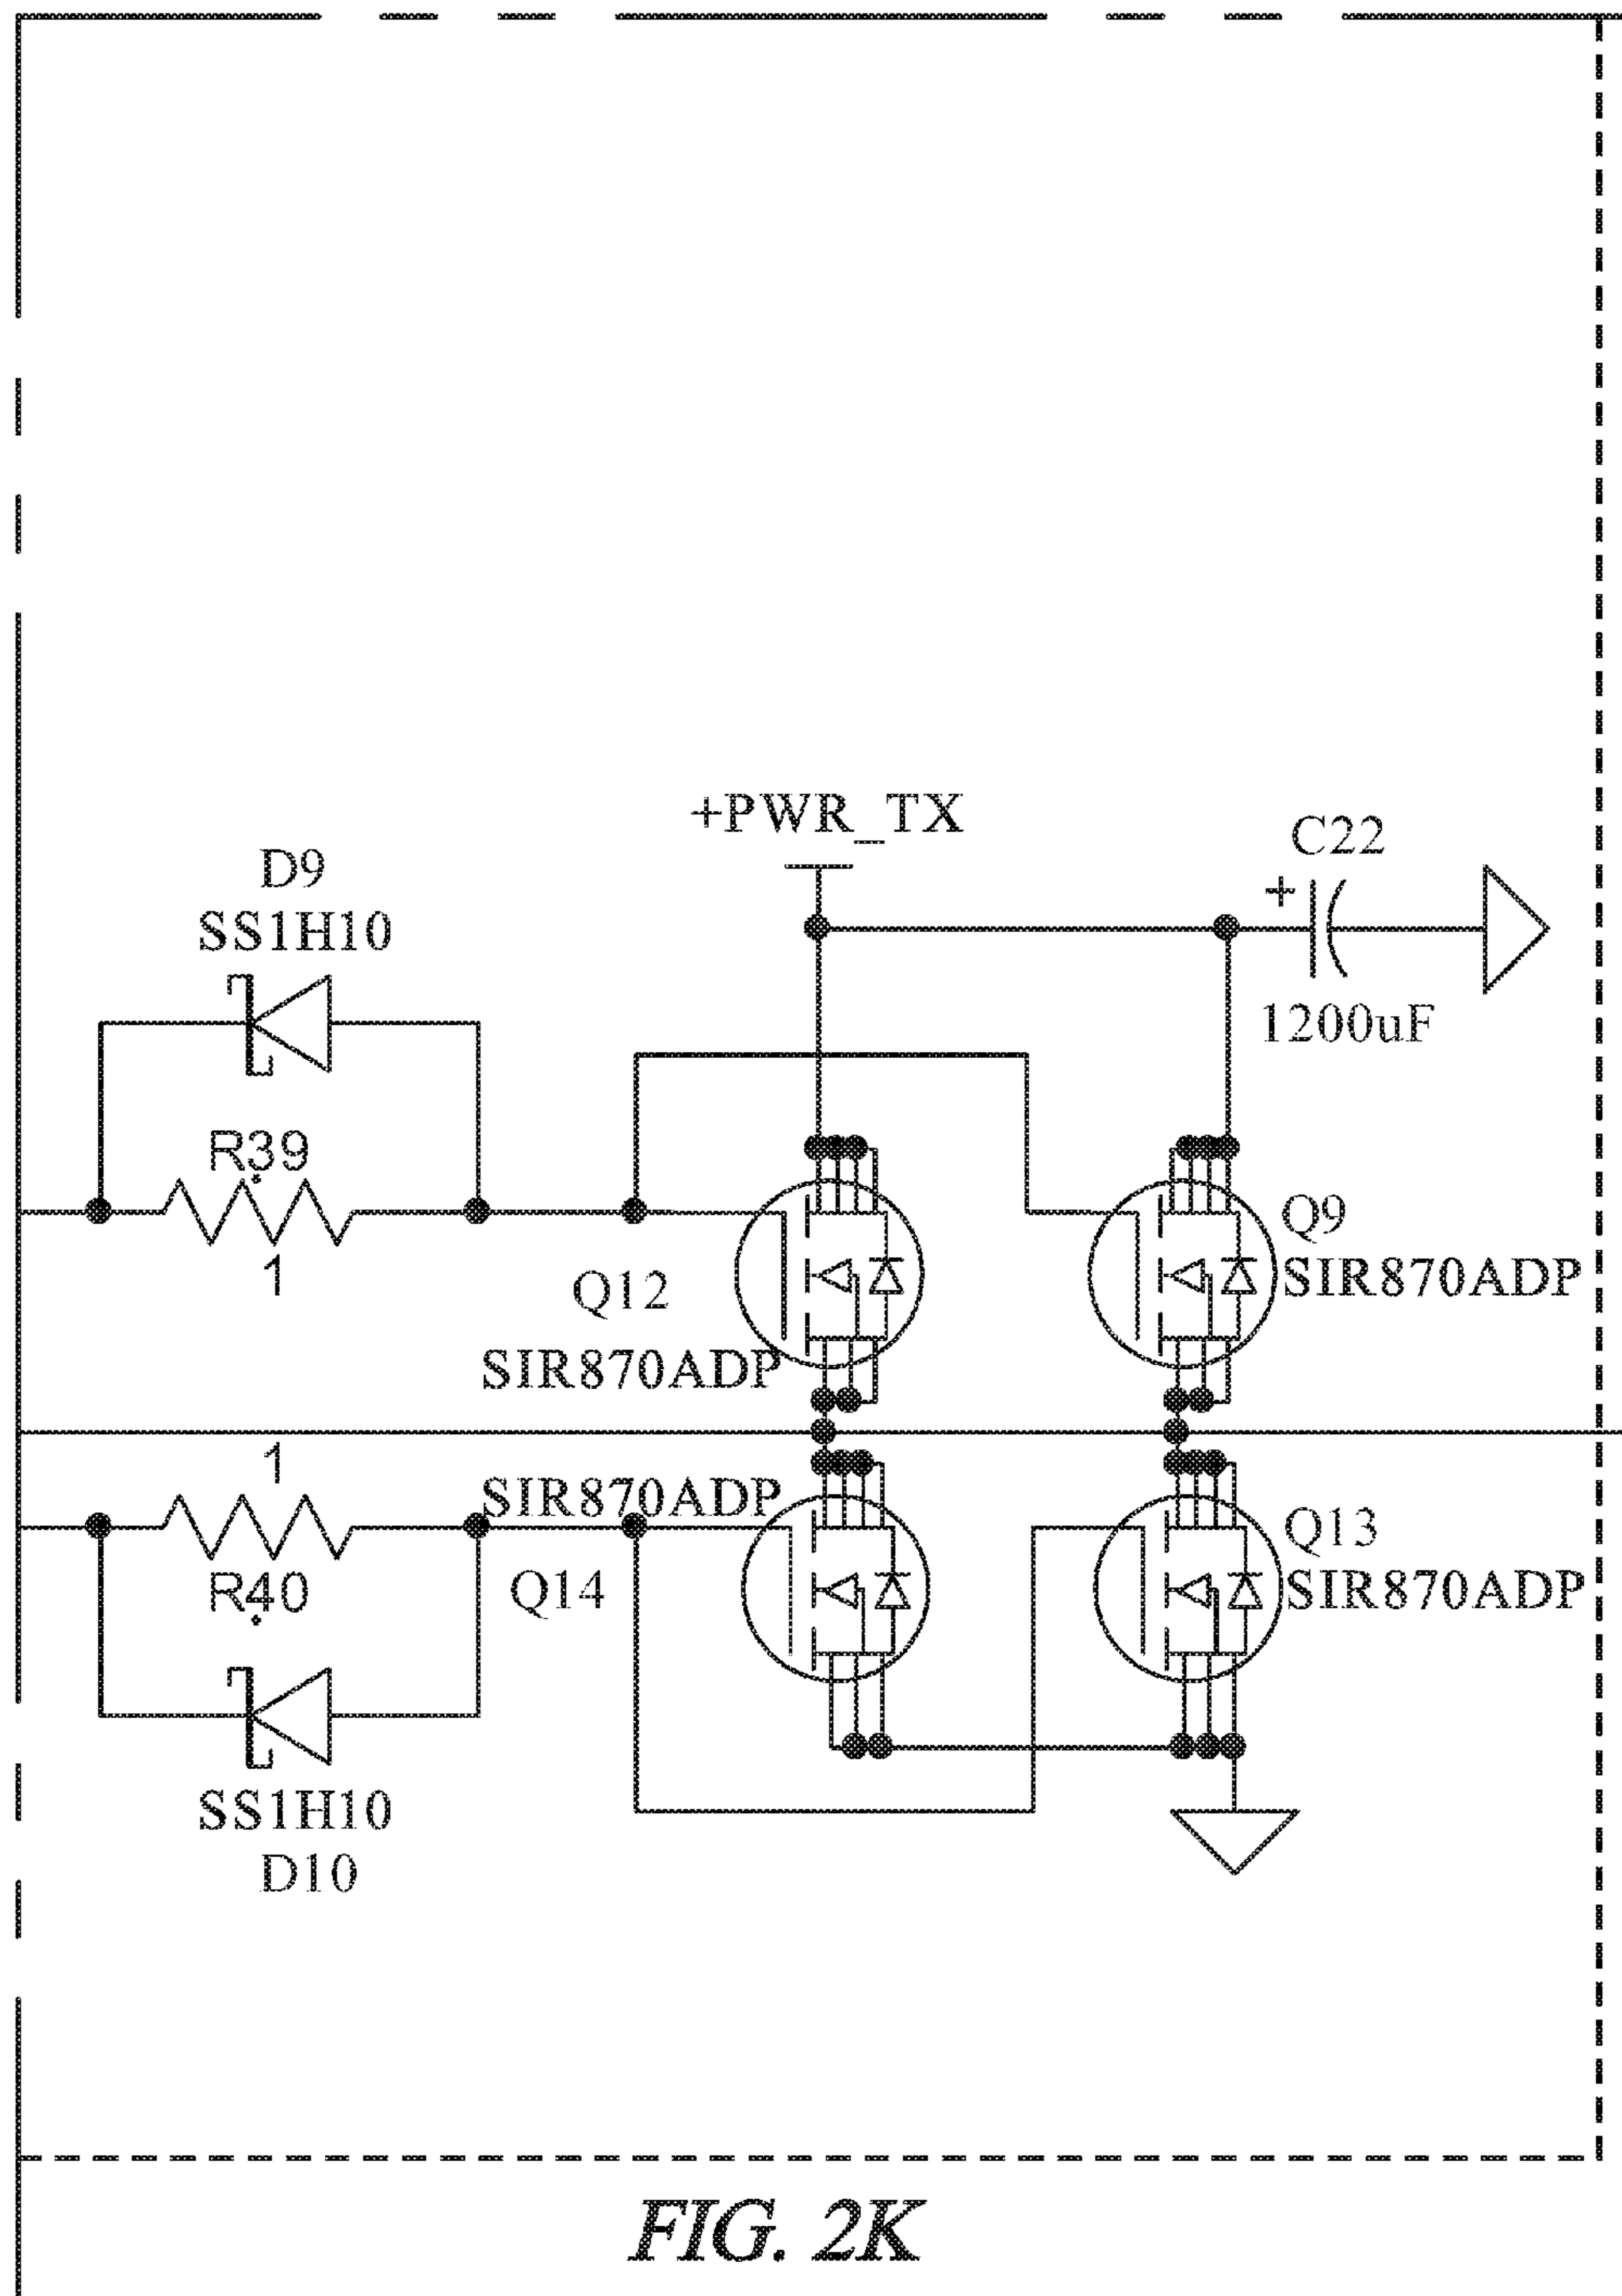 +PWR_TX
C22
+
1200uF
D9
SS1H10
R39
1
Q12
SIR870ADP
Q9
SIR870ADP
1
R40
SIR870ADP
Q14
Q13
SIR870ADP
SS1H10
D10
FIG. 2K